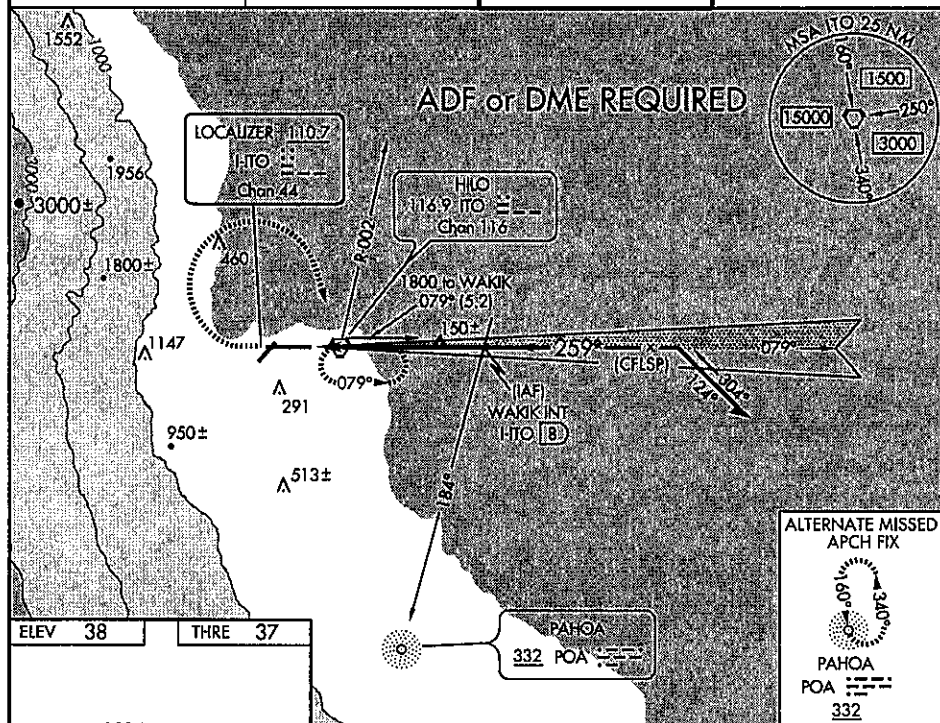 1552
1000
3000
1956
3000±
1800±
1147
950±
291
513±
460
ADF or DME REQUIRED
MSA ITO 25 NM
60°
1500
15000
250°
3000
340°
LOCALIZER 110.7
I-ITO
Chan 44
HILO
116.9 ITO
Chan 116
R-002
1800 to WAKIK
079° (5.2)
150±
259°
(CFLSP)
079°
079°
304°
124°
(IAF)
WAKIK INT
I-ITO 8
184°
PAHOA
332 POA
ALTERNATE MISSED
APCH FIX
160°
340°
PAHOA
POA
332
ELEV 38
THRE 37